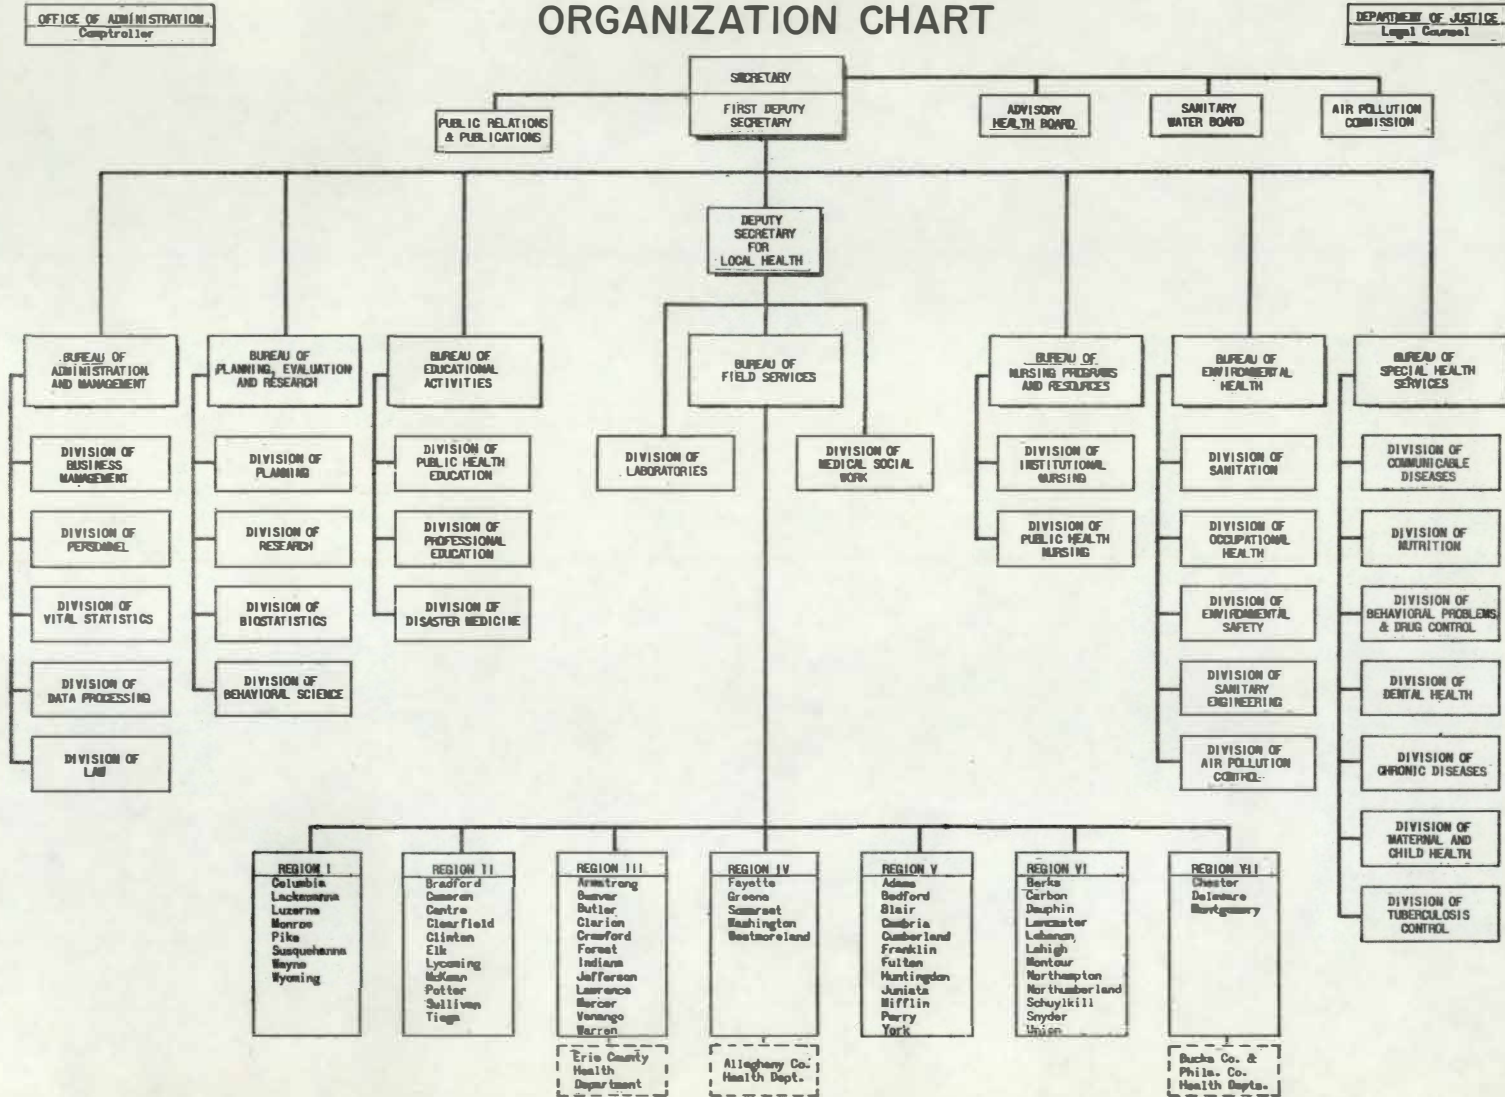 OFFICE OF ADMINISTRATION
Comptroller
ORGANIZATION CHART
DEPARTMENT OF JUSTICE
Legal Counsel
SECRETARY
FIRST DEPUTY
SECRETARY
PUBLIC RELATIONS
& PUBLICATIONS
ADVISORY
HEALTH BOARD
SANITARY
WATER BOARD
AIR POLLUTION
COMMISSION
DEPUTY
SECRETARY
FOR
LOCAL HEALTH
BUREAU OF
ADMINISTRATION
AND MANAGEMENT
DIVISION OF
BUSINESS
MANAGEMENT
DIVISION OF
PERSONNEL
DIVISION OF
VITAL STATISTICS
DIVISION OF
DATA PROCESSING
DIVISION OF
LAW
BUREAU OF
PLANNING, EVALUATION
AND RESEARCH
DIVISION OF
PLANNING
DIVISION OF
RESEARCH
DIVISION OF
BIOSTATISTICS
DIVISION OF
BEHAVIORAL SCIENCE
BUREAU OF
EDUCATIONAL
ACTIVITIES
DIVISION OF
PUBLIC HEALTH
EDUCATION
DIVISION OF
PROFESSIONAL
EDUCATION
DIVISION OF
DISASTER MEDICINE
BUREAU OF
FIELD SERVICES
DIVISION OF
LABORATORIES
DIVISION OF
MEDICAL SOCIAL
WORK
BUREAU OF
NURSING PROGRAMS
AND RESOURCES
DIVISION OF
INSTITUTIONAL
NURSING
DIVISION OF
PUBLIC HEALTH
NURSING
BUREAU OF
ENVIRONMENTAL
HEALTH
DIVISION OF
SANITATION
DIVISION OF
OCCUPATIONAL
HEALTH
DIVISION OF
ENVIRONMENTAL
SAFETY
DIVISION OF
SANITARY
ENGINEERING
DIVISION OF
AIR POLLUTION
CONTROL
BUREAU OF
SPECIAL HEALTH
SERVICES
DIVISION OF
COMMUNICABLE
DISEASES
DIVISION OF
NUTRITION
DIVISION OF
BEHAVIORAL PROBLEMS
& DRUG CONTROL
DIVISION OF
DENTAL HEALTH
DIVISION OF
CHRONIC DISEASES
DIVISION OF
MATERNAL AND
CHILD HEALTH
DIVISION OF
TUBERCULOSIS
CONTROL
REGION I
Columbia
Lackawanna
Luzerne
Monroe
Pike
Susquehanna
Wayne
Wyoming
REGION II
Bradford
Cameron
Centre
Clearfield
Clinton
Elk
Lycoming
McKean
Potter
Sullivan
Tioga
REGION III
Armstrong
Beaver
Butler
Clarion
Crawford
Forest
Indiana
Jefferson
Lawrence
Mercer
Venango
Warren
Erie County
Health
Department
REGION IV
Fayette
Greene
Somerset
Washington
Westmoreland
Allegheny Co.
Health Dept.
REGION V
Adams
Bedford
Blair
Cambria
Cumberland
Franklin
Fulton
Huntingdon
Juniata
Mifflin
Perry
York
REGION VI
Berks
Carbon
Dauphin
Lancaster
Lebanon
Lehigh
Montour
Northampton
Northumberland
Schuylkill
Snyder
Union
REGION VII
Chester
Delaware
Montgomery
Bucks Co. &
Phila. Co.
Health Depts.